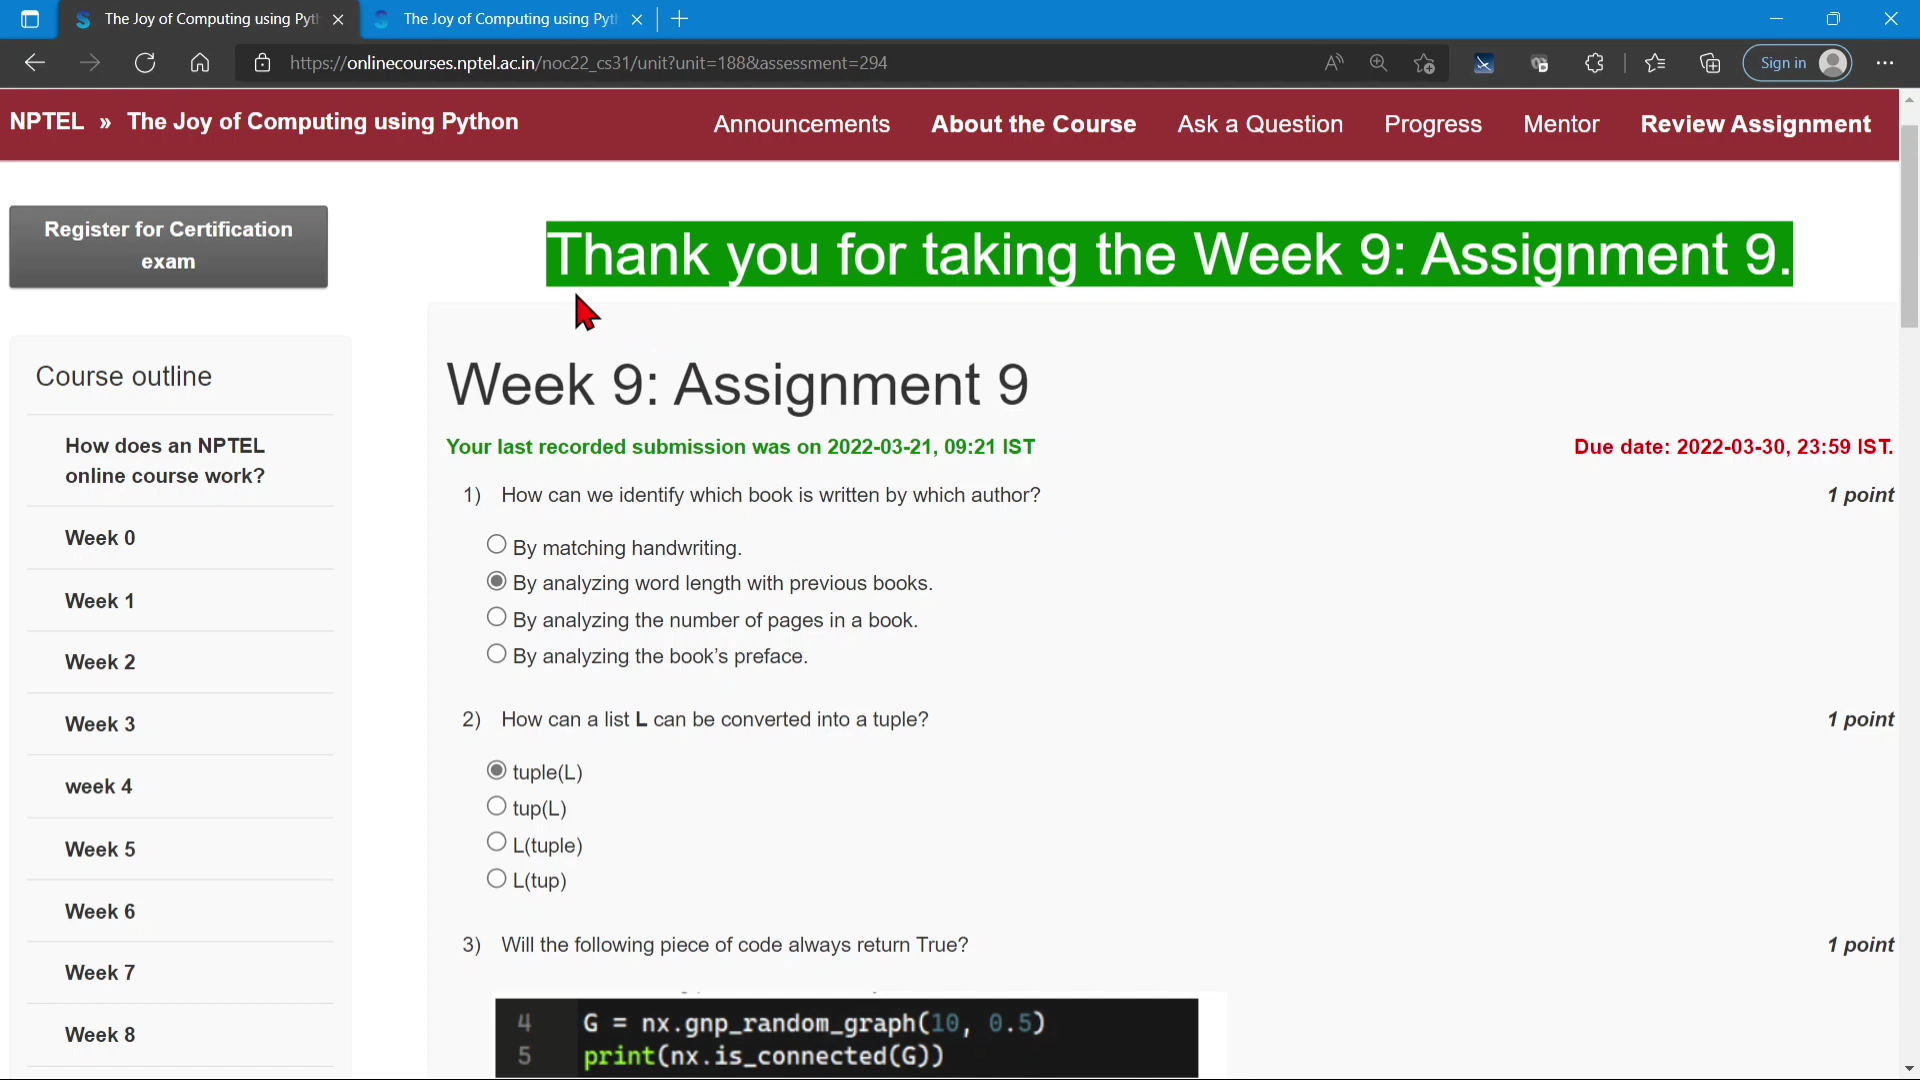 The Joy of Computing using Pyt
The Joy of Computing using Pyt
https://onlinecourses.nptel.ac.in/noc22_cs31/unit?unit=188&assessment=294
Sign in
NPTEL » The Joy of Computing using Python
Announcements About the Course Ask a Question Progress Mentor Review Assignment
Register for Certification
exam
Course outline
How does an NPTEL
online course work?
Week 0
Week 1
Week 2
Week 3
week 4
Week 5
Week 6
Week 7
Week 8
Thank you for taking the Week 9: Assignment 9.
Week 9: Assignment 9
Your last recorded submission was on 2022-03-21, 09:21 IST
Due date: 2022-03-30, 23:59 IST.
1) How can we identify which book is written by which author?
1 point
By matching handwriting.
By analyzing word length with previous books.
By analyzing the number of pages in a book.
By analyzing the book’s preface.
2) How can a list L can be converted into a tuple?
1 point
tuple(L)
tup(L)
L(tuple)
L(tup)
3) Will the following piece of code always return True?
1 point
4 G = nx.gnp_random_graph(10, 0.5)
5 print(nx.is_connected(G))